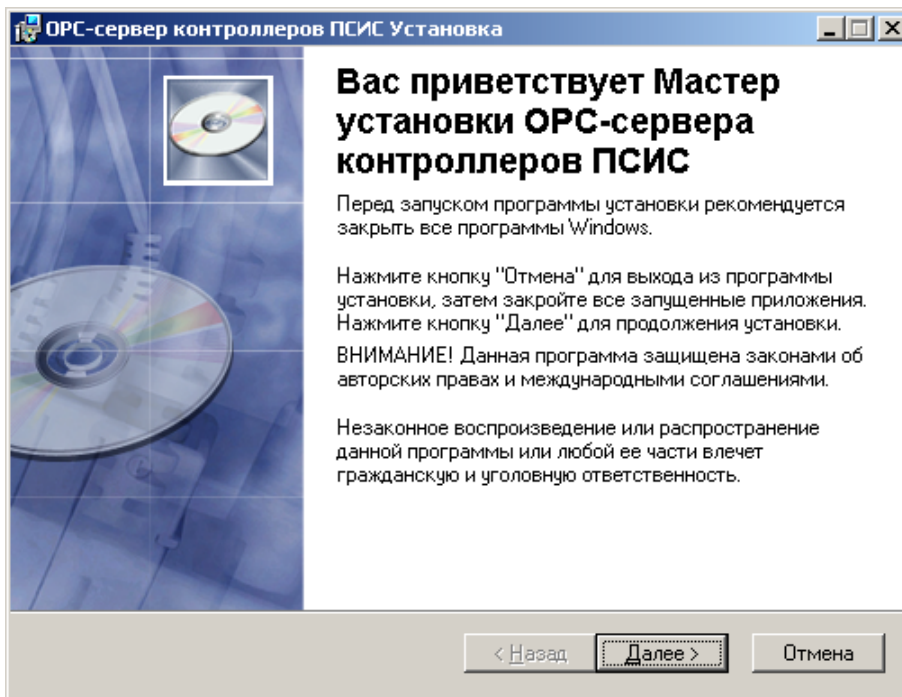 ОРС-сервер контроллеров ПСИС Установка
Вас приветствует Мастер
установки ОРС-сервера
контроллеров ПСИС
Перед запуском программы установки рекомендуется
закрыть все программы Windows.
Нажмите кнопку "Отмена" для выхода из программы
установки, затем закройте все запущенные приложения.
Нажмите кнопку "Далее" для продолжения установки.
ВНИМАНИЕ! Данная программа защищена законами об
авторских правах и международными соглашениями.
Незаконное воспроизведение или распространение
данной программы или любой ее части влечет
гражданскую и уголовную ответственность.
< Назад
Далее >
Отмена